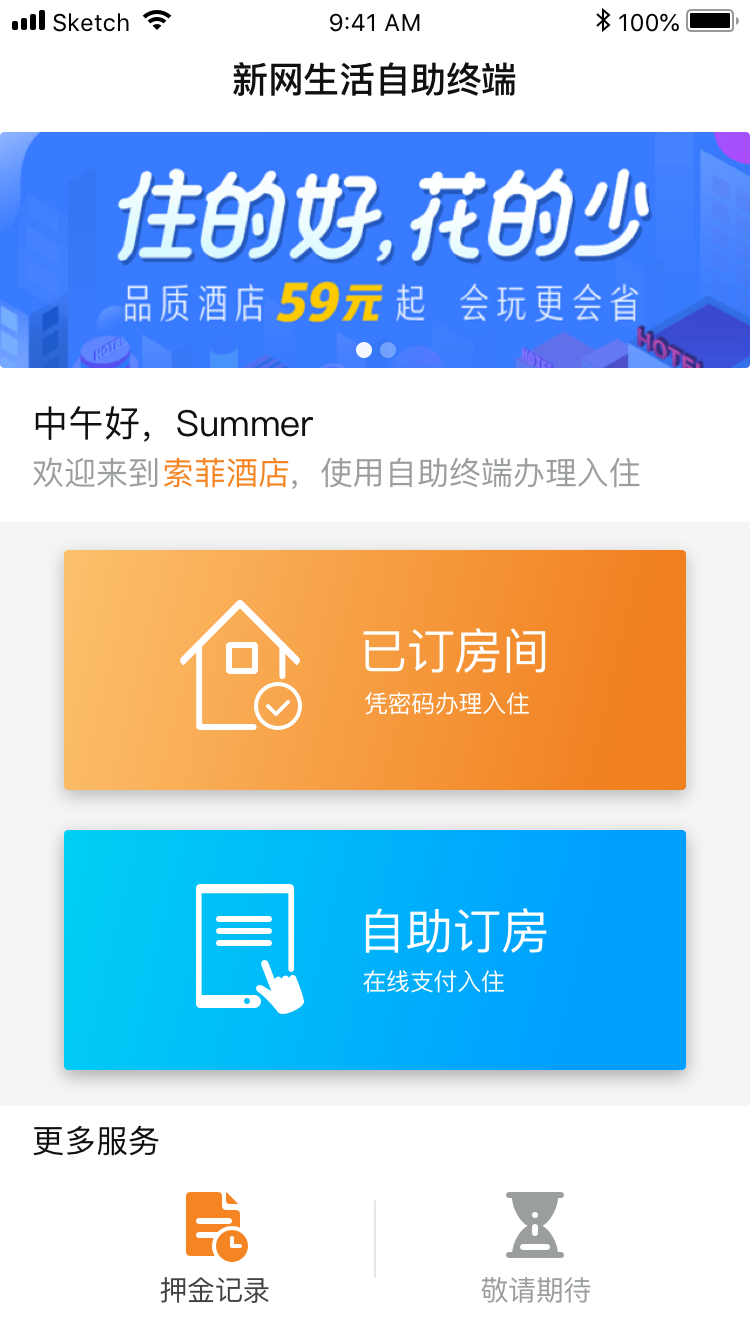 Sketch 9:41 AM 100%
新网生活自助终端
住的好,花的少
品质酒店59元起 会玩更会省
HOTEL
HOTEL
HOTEL
中午好，Summer
欢迎来到索菲酒店，使用自助终端办理入住
已订房间
凭密码办理入住
自助订房
在线支付入住
更多服务
押金记录 敬请期待